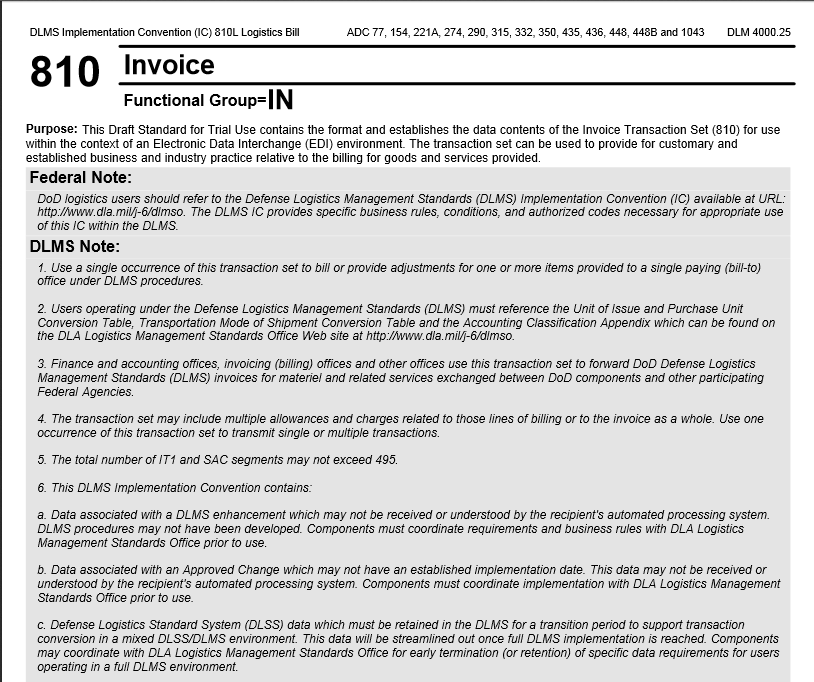 DLMS Implementation Convention (IC) 810L Logistics Bill ADC 77, 154, 221A, 274, 290, 315, 332, 350, 435, 436, 448, 448B and 1043 DLM 4000.25
810 Invoice
Functional Group=IN
Purpose: This Draft Standard for Trial Use contains the format and establishes the data contents of the Invoice Transaction Set (810) for use
within the context of an Electronic Data Interchange (EDI) environment. The transaction set can be used to provide for customary and
established business and industry practice relative to the billing for goods and services provided.
Federal Note:
DoD logistics users should refer to the Defense Logistics Management Standards (DLMS) Implementation Convention (IC) available at URL:
http://www.dla.mil/j-6/dlmso. The DLMS IC provides specific business rules, conditions, and authorized codes necessary for appropriate use
of this IC within the DLMS.
DLMS Note:
1. Use a single occurrence of this transaction set to bill or provide adjustments for one or more items provided to a single paying (bill-to)
office under DLMS procedures.
2. Users operating under the Defense Logistics Management Standards (DLMS) must reference the Unit of Issue and Purchase Unit
Conversion Table, Transportation Mode of Shipment Conversion Table and the Accounting Classification Appendix which can be found on
the DLA Logistics Management Standards Office Web site at http://www.dla.mil/j-6/dlmso.
3. Finance and accounting offices, invoicing (billing) offices and other offices use this transaction set to forward DoD Defense Logistics
Management Standards (DLMS) invoices for materiel and related services exchanged between DoD components and other participating
Federal Agencies.
4. The transaction set may include multiple allowances and charges related to those lines of billing or to the invoice as a whole. Use one
occurrence of this transaction set to transmit single or multiple transactions.
5. The total number of IT1 and SAC segments may not exceed 495.
6. This DLMS Implementation Convention contains:
a. Data associated with a DLMS enhancement which may not be received or understood by the recipient's automated processing system.
DLMS procedures may not have been developed. Components must coordinate requirements and business rules with DLA Logistics
Management Standards Office prior to use.
b. Data associated with an Approved Change which may not have an established implementation date. This data may not be received or
understood by the recipient's automated processing system. Components must coordinate implementation with DLA Logistics Management
Standards Office prior to use.
c. Defense Logistics Standard System (DLSS) data which must be retained in the DLMS for a transition period to support transaction
conversion in a mixed DLSS/DLMS environment. This data will be streamlined out once full DLMS implementation is reached. Components
may coordinate with DLA Logistics Management Standards Office for early termination (or retention) of specific data requirements for users
operating in a full DLMS environment.